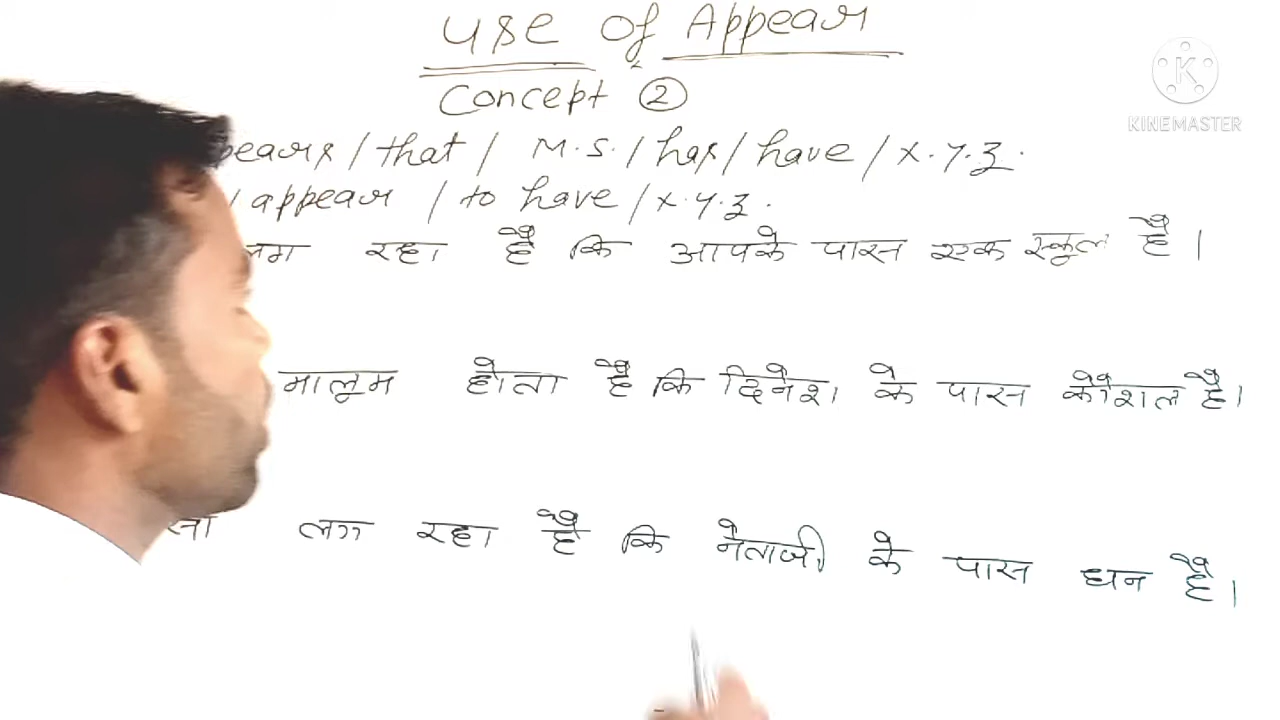 Use of Appear
Concept 2
KINEMASTER
pears / that / M.S. / has / have / x.y.z.
/ appear / to have / x.y.z.
लग रहा है कि आपके पास एक स्कूल है।
मालूम होता है कि दिनेश के पास कौशल है।
लग रहा है कि नेताजी के पास धन है।